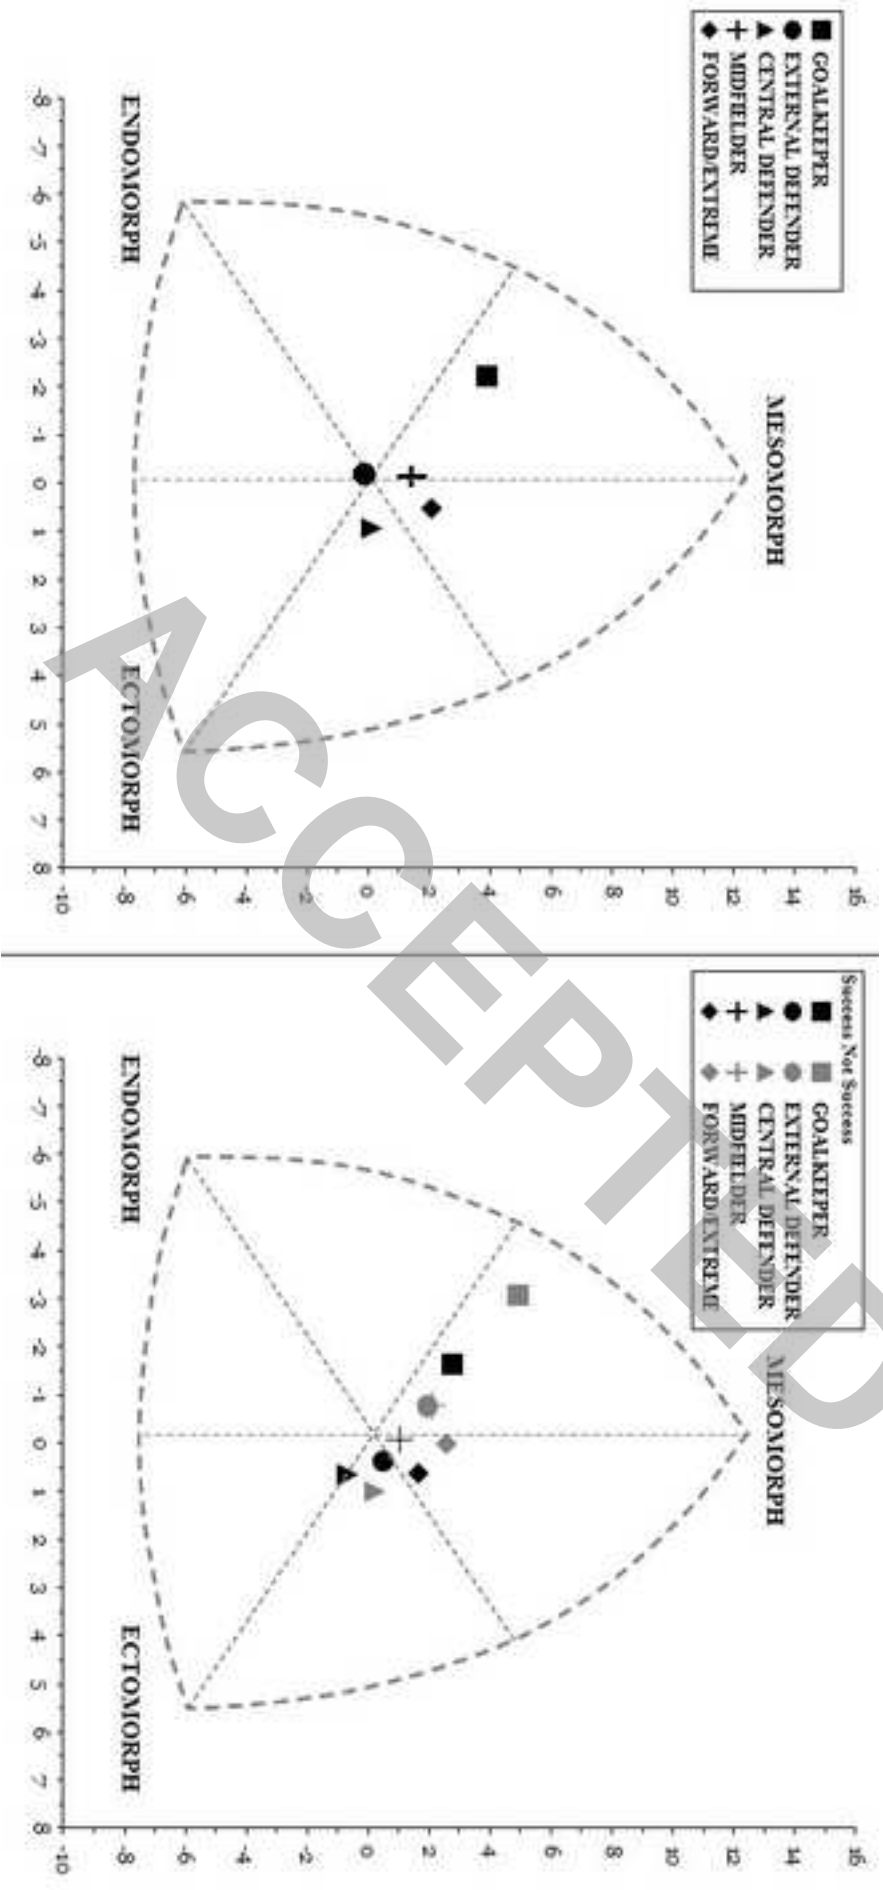 GOALKEEPER
EXTERNAL DEFENDER
CENTRAL DEFENDER
MIDFIELDER
FORWARD/EXTREME
MESOMORPH
ENDOMORPH
ECTOMORPH
16
14
12
10
8
6
4
2
0
-2
-4
-6
-8
-10
-8 -7 -6 -5 -4 -3 -2 -1 0 1 2 3 4 5 6 7 8
Success Not Success
GOALKEEPER
EXTERNAL DEFENDER
CENTRAL DEFENDER
MIDFIELDER
FORWARD/EXTREME
MESOMORPH
ENDOMORPH
ECTOMORPH
16
14
12
10
8
6
4
2
0
-2
-4
-6
-8
-10
-8 -7 -6 -5 -4 -3 -2 -1 0 1 2 3 4 5 6 7 8
ACCEPTED